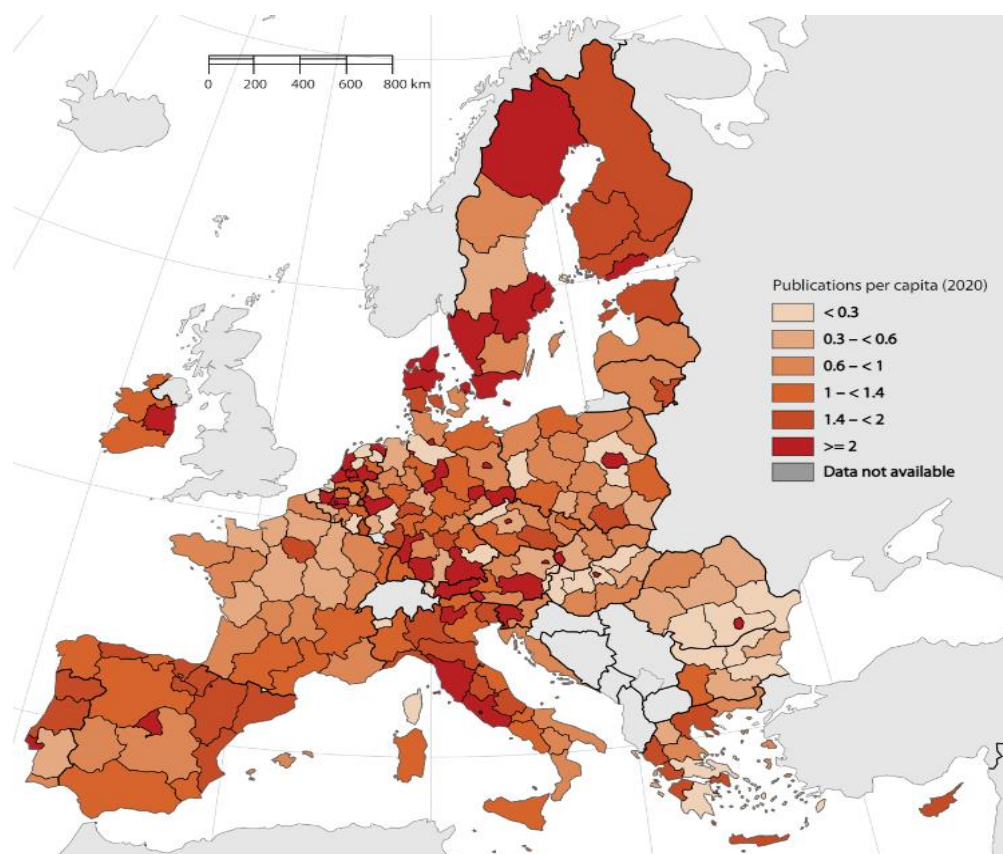 0 200 400 600 800 km
Publications per capita (2020)
< 0.3
0.3 – < 0.6
0.6 – < 1
1 – < 1.4
1.4 – < 2
>= 2
Data not available